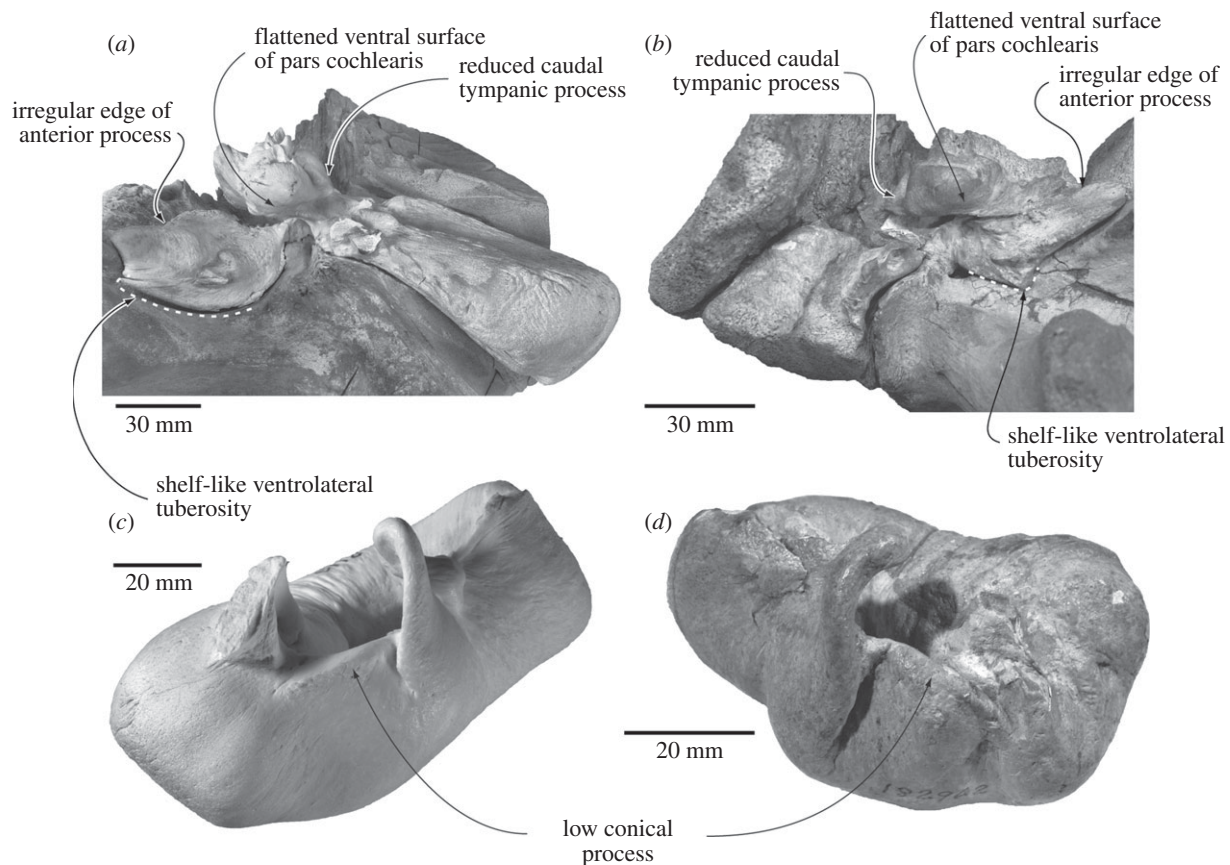 (a)
flattened ventral surface
of pars cochlearis
reduced caudal
tympanic process
irregular edge of
anterior process
30 mm
shelf-like ventrolateral
tuberosity
(b)
flattened ventral surface
of pars cochlearis
reduced caudal
tympanic process
irregular edge of
anterior process
30 mm
shelf-like ventrolateral
tuberosity
(c)
20 mm
(d)
20 mm
182962
low conical
process